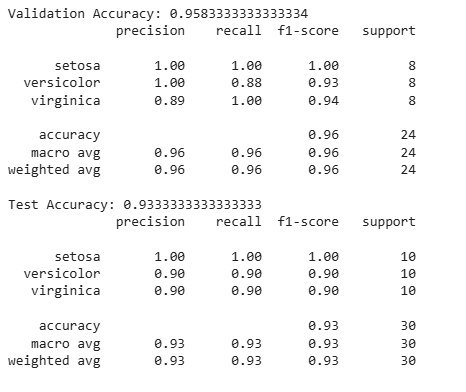 Validation Accuracy: 0.9583333333333334
precision recall f1-score support
setosa 1.00 1.00 1.00 8
versicolor 1.00 0.88 0.93 8
virginica 0.89 1.00 0.94 8
accuracy 0.96 24
macro avg 0.96 0.96 0.96 24
weighted avg 0.96 0.96 0.96 24
Test Accuracy: 0.9333333333333333
precision recall f1-score support
setosa 1.00 1.00 1.00 10
versicolor 0.90 0.90 0.90 10
virginica 0.90 0.90 0.90 10
accuracy 0.93 30
macro avg 0.93 0.93 0.93 30
weighted avg 0.93 0.93 0.93 30